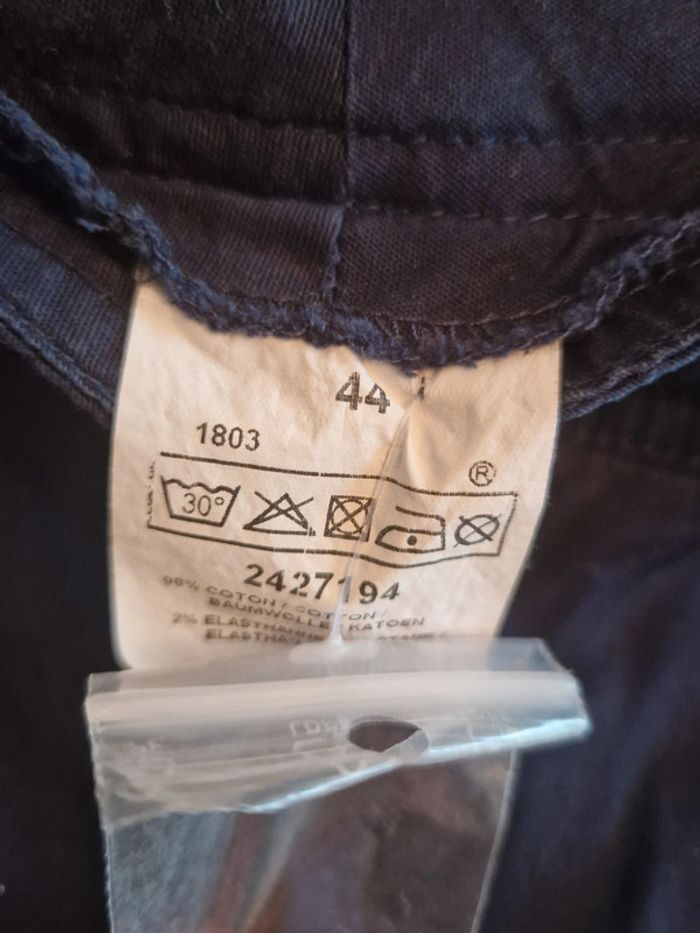 44
1803
®
30°
2427194
98% COTON / COTTON /
BAUMWOLLE / KATOEN
2% ELASTHANNE